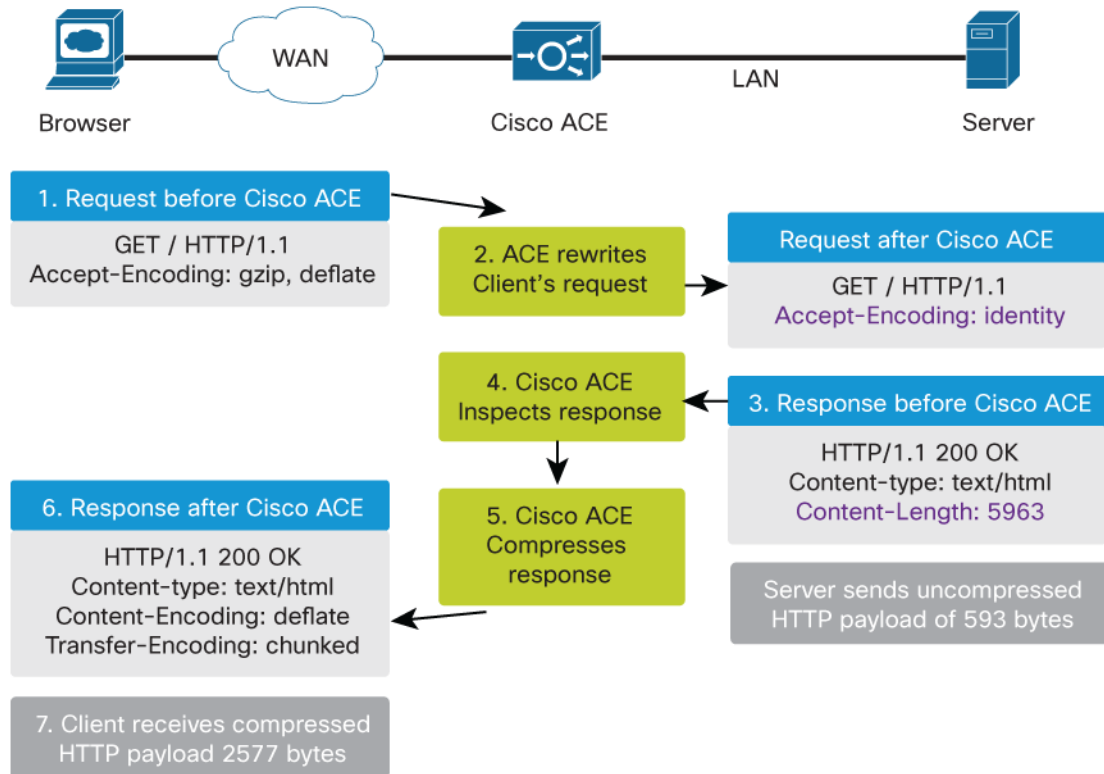 WAN
LAN
Browser
Cisco ACE
Server
1. Request before Cisco ACE
GET / HTTP/1.1
Accept-Encoding: gzip, deflate
2. ACE rewrites
Client's request
Request after Cisco ACE
GET / HTTP/1.1
Accept-Encoding: identity
3. Response before Cisco ACE
HTTP/1.1 200 OK
Content-type: text/html
Content-Length: 5963
Server sends uncompressed
HTTP payload of 593 bytes
4. Cisco ACE
Inspects response
5. Cisco ACE
Compresses
response
6. Response after Cisco ACE
HTTP/1.1 200 OK
Content-type: text/html
Content-Encoding: deflate
Transfer-Encoding: chunked
7. Client receives compressed
HTTP payload 2577 bytes